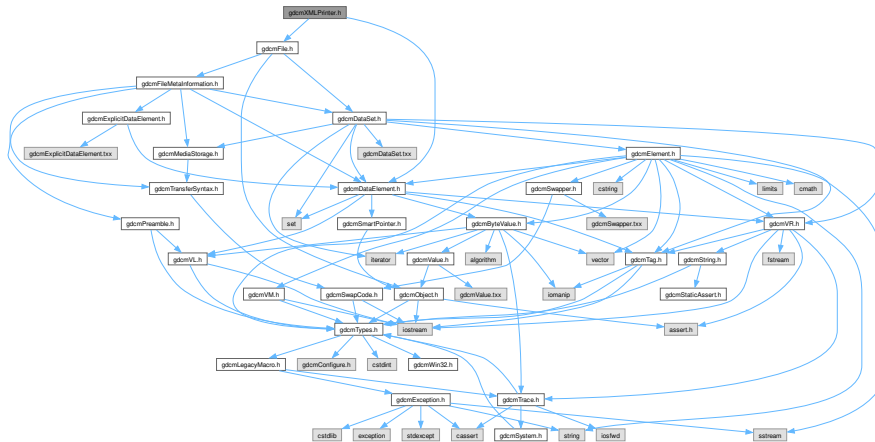 gdcmXMLPrinter.h
gdcmFile.h
gdcmFileMetaInformation.h
gdcmExplicitDataElement.h
gdcmDataSet.h
gdcmExplicitDataElement.txx
gdcmMediaStorage.h
gdcmDataSet.txx
gdcmElement.h
gdcmTransferSyntax.h
gdcmDataElement.h
gdcmSwapper.h
cstring
limits
cmath
gdcmPreamble.h
set
gdcmSmartPointer.h
gdcmByteValue.h
gdcmSwapper.txx
gdcmVR.h
gdcmVL.h
iterator
gdcmValue.h
algorithm
vector
gdcmTag.h
gdcmString.h
fstream
gdcmVM.h
gdcmSwapCode.h
gdcmObject.h
gdcmValue.txx
iomanip
gdcmStaticAssert.h
gdcmTypes.h
iostream
assert.h
gdcmLegacyMacro.h
gdcmConfigure.h
cstdint
gdcmWin32.h
gdcmException.h
gdcmTrace.h
cstdlib
exception
stdexcept
cassert
gdcmSystem.h
string
iosfwd
sstream